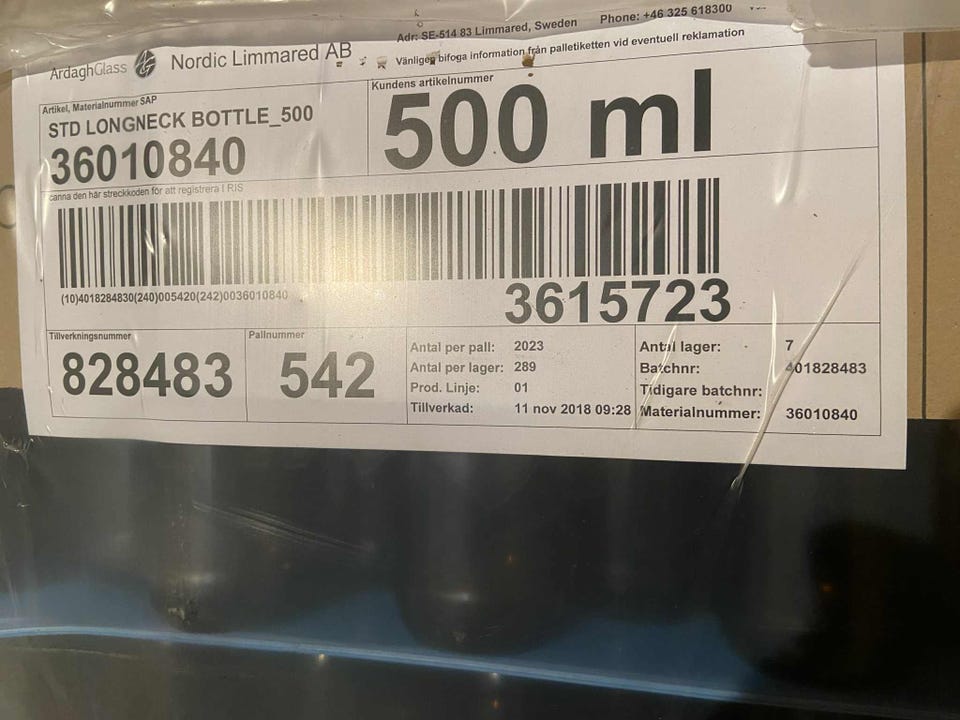 Adr: SE-514 83 Limmared, Sweden Phone: +46 325 618300
ArdaghGlass Nordic Limmared AB
Vänligen bifoga information från palletiketten vid eventuell reklamation
Artikel, Materialnummer SAP
STD LONGNECK BOTTLE_500
36010840
Kundens artikelnummer
500 ml
canna den här streckkoden för att registrera I RIS
(10)4018284830(240)005420(242)0036010840
3615723
Tillverkningsnummer
828483
Pallnummer
542
Antal per pall: 2023
Antal per lager: 289
Prod. Linje: 01
Tillverkad: 11 nov 2018 09:28
Antal lager: 7
Batchnr: 401828483
Tidigare batchnr:
Materialnummer: 36010840